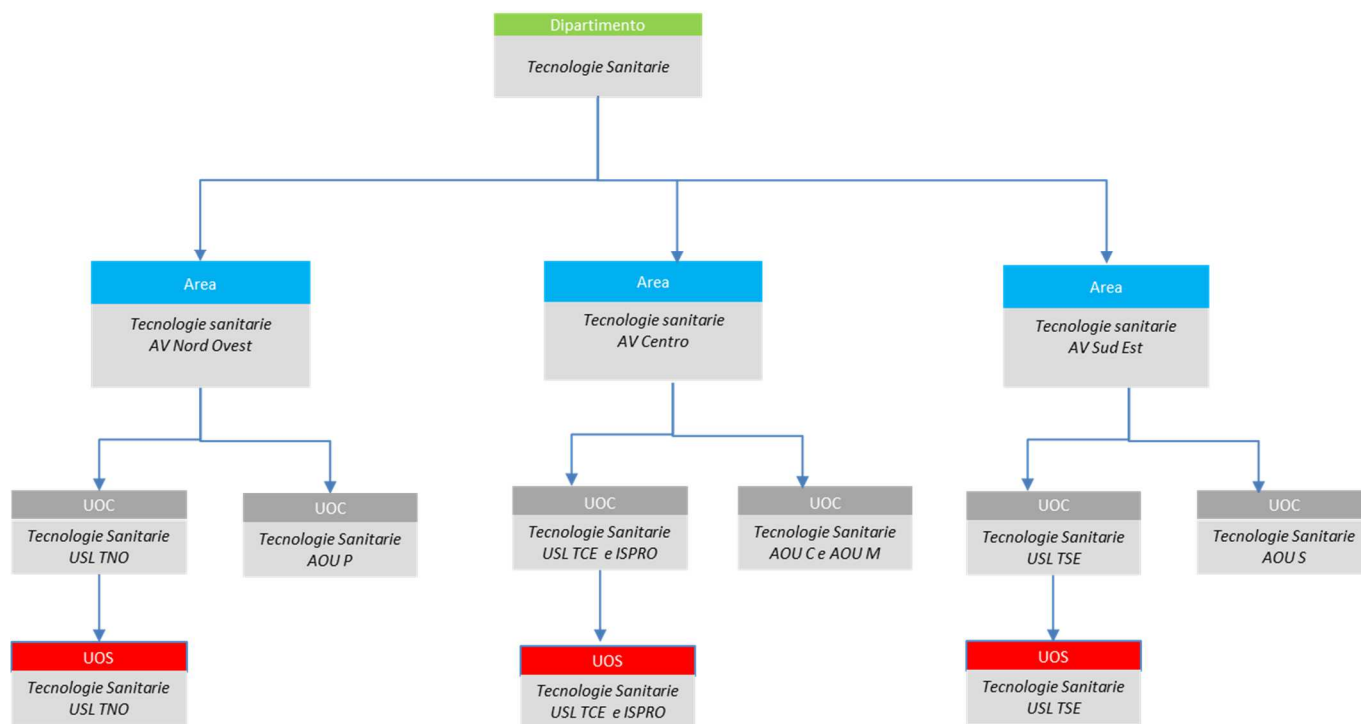 Dipartimento
Tecnologie Sanitarie
Area
Tecnologie sanitarie
AV Nord Ovest
Area
Tecnologie sanitarie
AV Centro
Area
Tecnologie sanitarie
AV Sud Est
UOC
Tecnologie Sanitarie
USL TNO
UOC
Tecnologie Sanitarie
AOU P
UOC
Tecnologie Sanitarie
USL TCE e ISPRO
UOC
Tecnologie Sanitarie
AOU C e AOU M
UOC
Tecnologie Sanitarie
USL TSE
UOC
Tecnologie Sanitarie
AOU S
UOS
Tecnologie Sanitarie
USL TNO
UOS
Tecnologie Sanitarie
USL TCE e ISPRO
UOS
Tecnologie Sanitarie
USL TSE